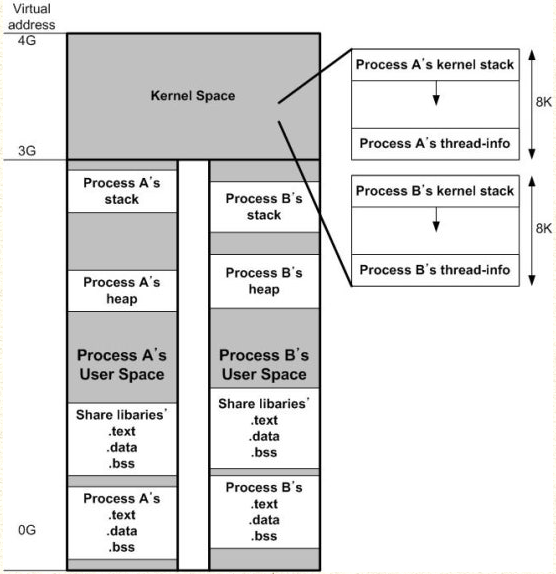 Virtual
address
4G
Kernel Space
3G
Process A's kernel stack
Process A's thread-info
8K
Process B's kernel stack
Process B's thread-info
8K
Process A's
stack
Process A's
heap
Process A's
User Space
Share libaries'
.text
.data
.bss
Process A's
.text
.data
.bss
Process B's
stack
Process B's
heap
Process B's
User Space
Share libaries'
.text
.data
.bss
Process B's
.text
.data
.bss
0G